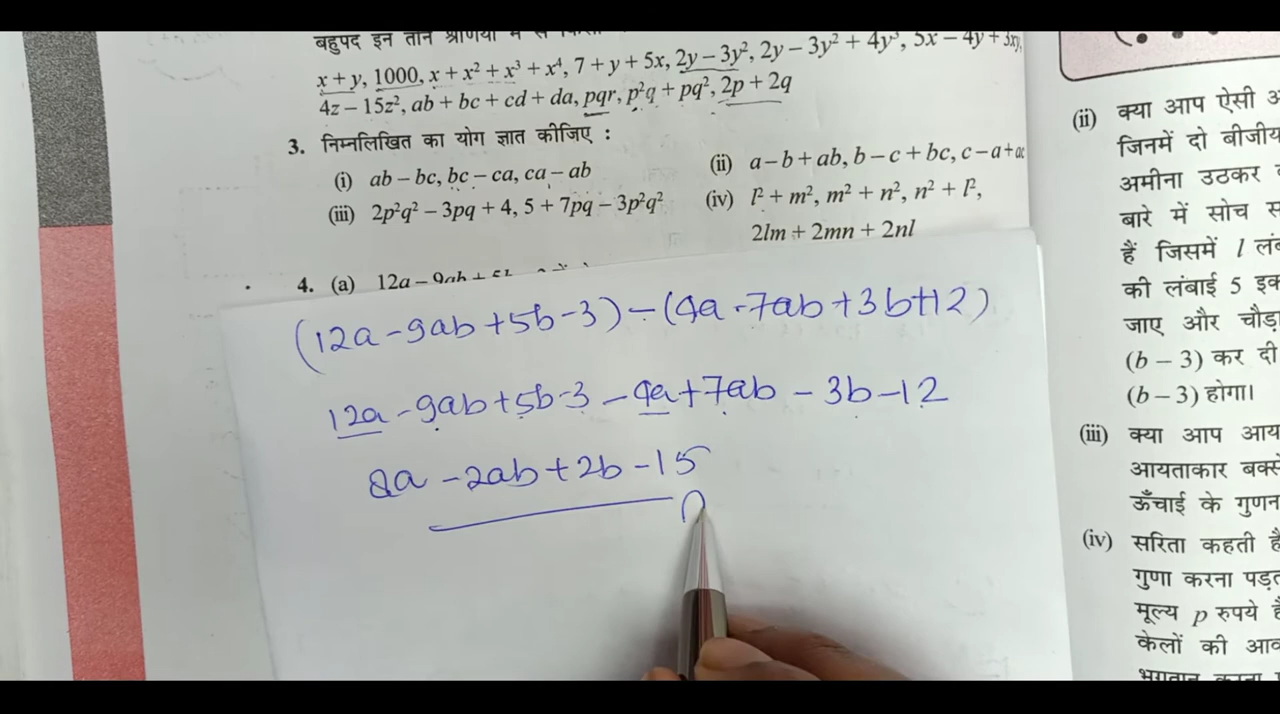 बहुपद इन तीन श्रेणियों में से
x + y, 1000, x + x² + x³ + x⁴, 7 + y + 5x, 2y – 3y², 2y – 3y² + 4y³, 5x – 4y + 3xy,
4z – 15z², ab + bc + cd + da, pqr, p²q + pq², 2p + 2q
3. निम्नलिखित का योग ज्ञात कीजिए :
(i) ab – bc, bc – ca, ca – ab
(ii) a – b + ab, b – c + bc, c – a + ac
(iii) 2p²q² – 3pq + 4, 5 + 7pq – 3p²q²
(iv) l² + m², m² + n², n² + l²,
2lm + 2mn + 2nl
4. (a) 12a – 9ab + 5b
(12a - 9ab + 5b - 3) - (4a - 7ab + 3b + 12)
12a - 9ab + 5b - 3 - 4a + 7ab - 3b - 12
8a - 2ab + 2b - 15
(ii) क्या आप ऐसी
जिनमें दो
अमीना उठकर
बारे में सोच
हैं जिसमें l
की लंबाई 5
जाए और
(b – 3) कर दी
(b – 3) होगा।
(iii) क्या आप
आयताकार
ऊँचाई के
(iv) सरिता कहती
गुणा करना
मूल्य p रुपये
केलों की